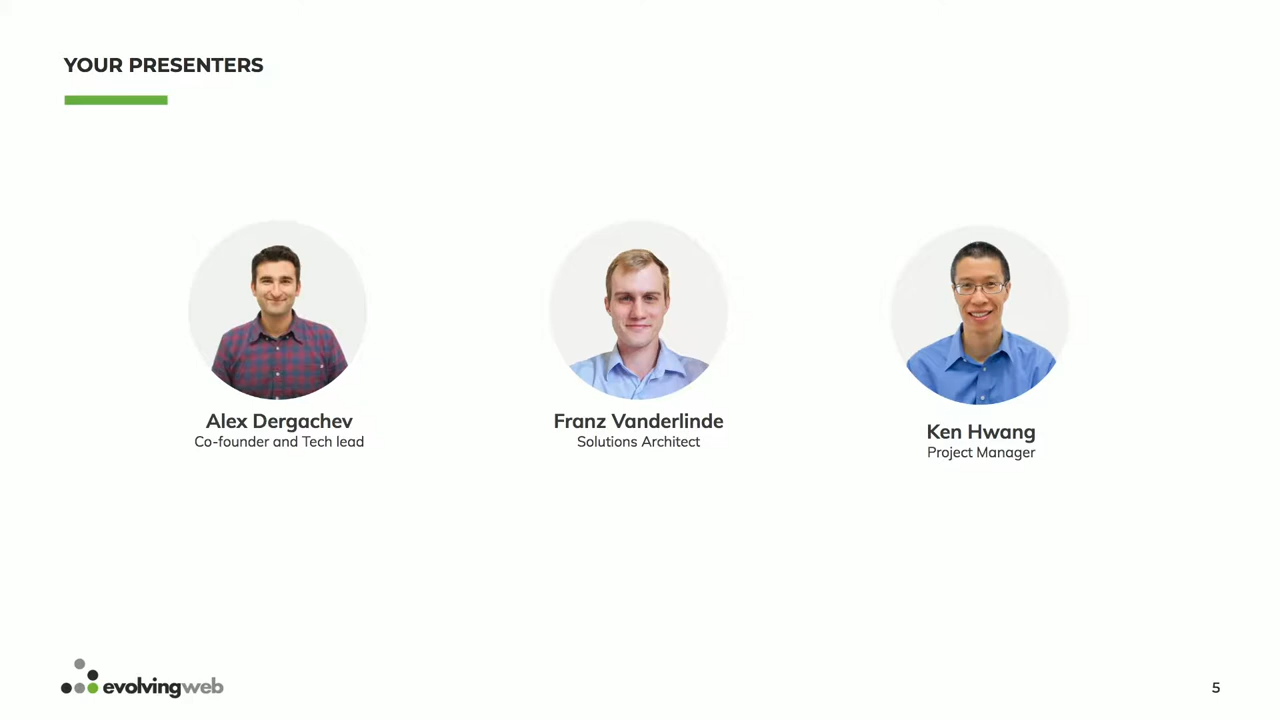 YOUR PRESENTERS
Alex Dergachev
Co-founder and Tech lead
Franz Vanderlinde
Solutions Architect
Ken Hwang
Project Manager
evolvingweb
5